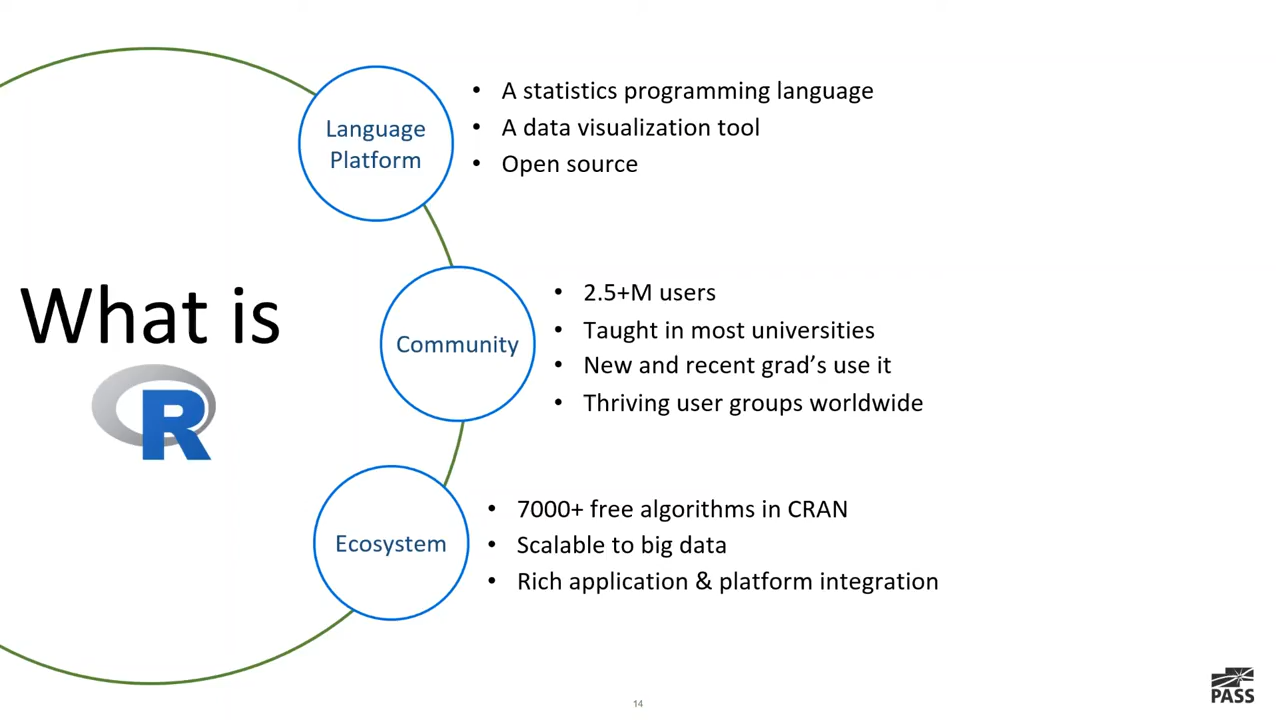 What is
R
Language
Platform
• A statistics programming language
• A data visualization tool
• Open source
Community
• 2.5+M users
• Taught in most universities
• New and recent grad’s use it
• Thriving user groups worldwide
Ecosystem
• 7000+ free algorithms in CRAN
• Scalable to big data
• Rich application & platform integration
14
PASS